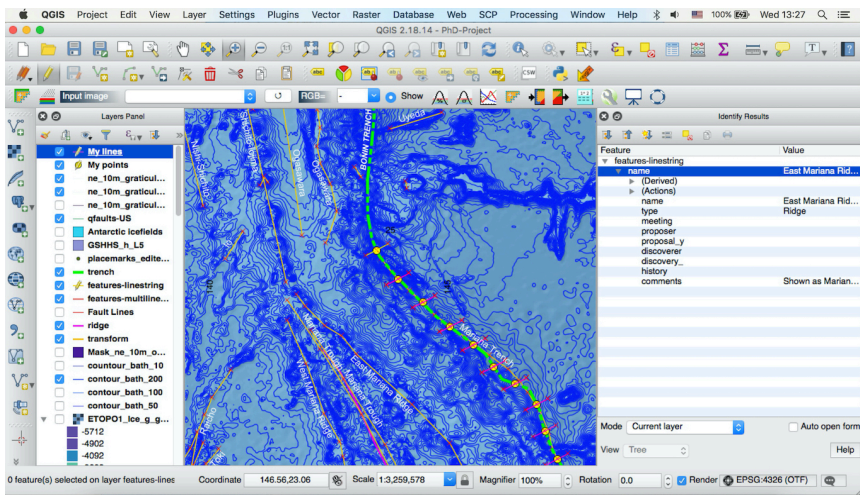 QGIS Project Edit View Layer Settings Plugins Vector Raster Database Web SCP Processing Window Help 100% Wed 13:27
QGIS 2.18.14 - PhD-Project
Input image RGB= - Show
CSW
Layers Panel
My lines
My points
ne_10m_graticul...
ne_10m_graticul...
ne_10m_graticul...
qfaults-US
Antarctic icefields
GSHHS_h_L5
placemarks_edite...
trench
features-linestring
features-multiline...
Fault Lines
ridge
transform
Mask_ne_10m_o...
countour_bath_10
contour_bath_200
contour_bath_100
contour_bath_50
ETOPO1_Ice_g_g...
-5712
-4902
-4092
Uyeda
BONIN TRENCH
Mariana Trench
140
Identify Results
Feature Value
features-linestring
name East Mariana Rid...
(Derived)
(Actions)
name East Mariana Rid...
type Ridge
meeting
proposer
proposal_y
discoverer
discovery_
history
comments Shown as Marian...
Mode Current layer Auto open form
View Tree Help
0 feature(s) selected on layer features-lines Coordinate 146.56,23.06 Scale 1:3,259,578 Magnifier 100% Rotation 0.0 Render EPSG:4326 (OTF)